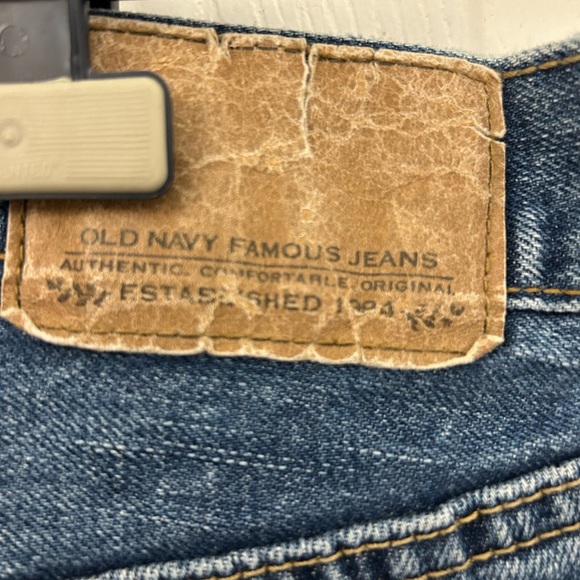 OLD NAVY FAMOUS JEANS
AUTHENTIC. COMFORTABLE. ORIGINAL
ESTABLISHED 1994